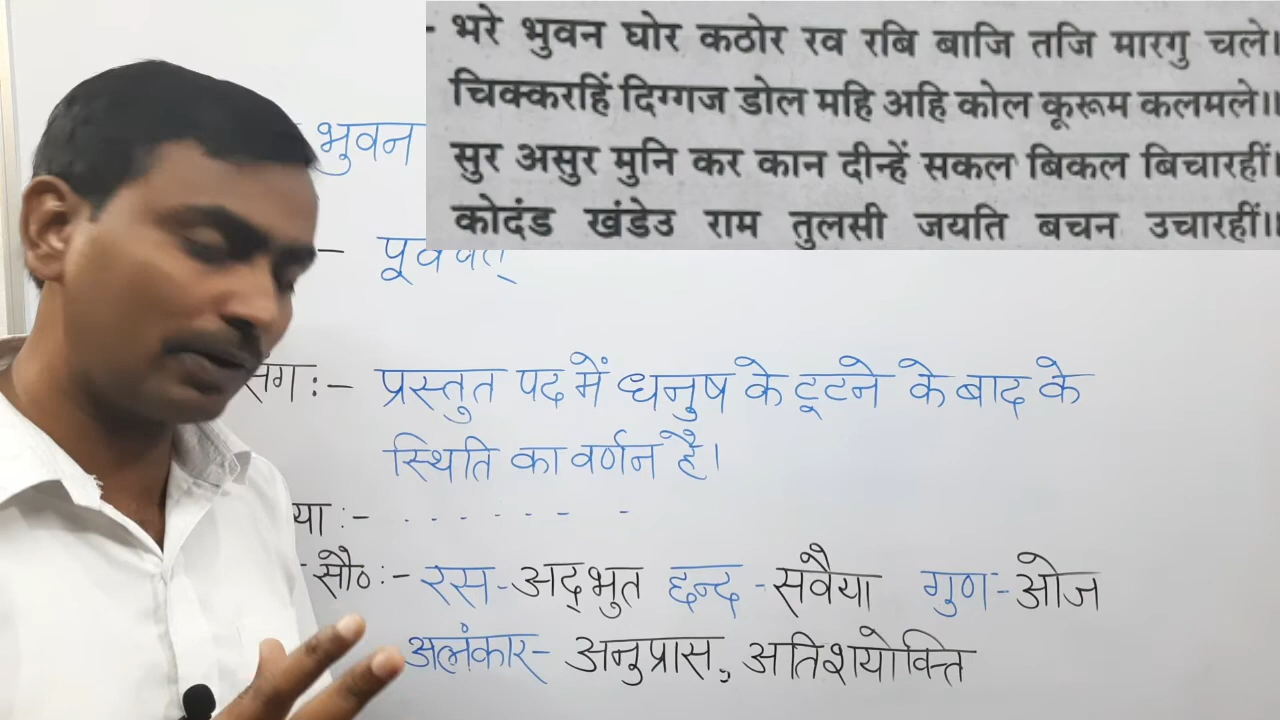 - भरे भुवन घोर कठोर रव रबि बाजि तजि मारगु चले।
चिक्करहिं दिग्गज डोल महि अहि कोल कूरूम कलमले।।
सुर असुर मुनि कर कान दीन्हें सकल बिकल बिचारहीं।
कोदंड खंडेउ राम तुलसी जयति बचन उचारहीं।।
भुवन
- पूर्ववत्
संग :- प्रस्तुत पद में धनुष के टूटने के बाद के
स्थिति का वर्णन है।
या :- . . - - - - -
- सौ० :- रस - अद्भुत छन्द - सवैया गुण - ओज
अलंकार - अनुप्रास, अतिशयोक्ति